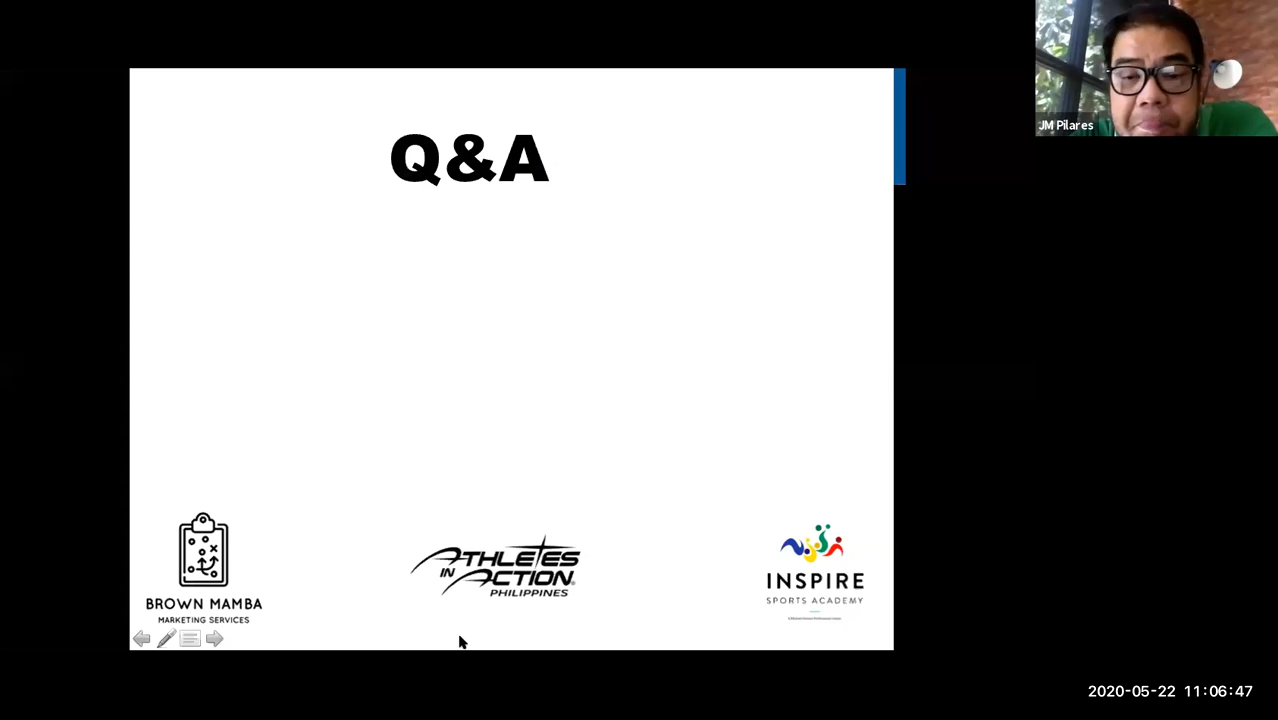 Q&A
JM Pilares
BROWN MAMBA
MARKETING SERVICES
ATHLETES
IN ACTION
PHILIPPINES
INSPIRE
SPORTS ACADEMY
2020-05-22 11:06:47